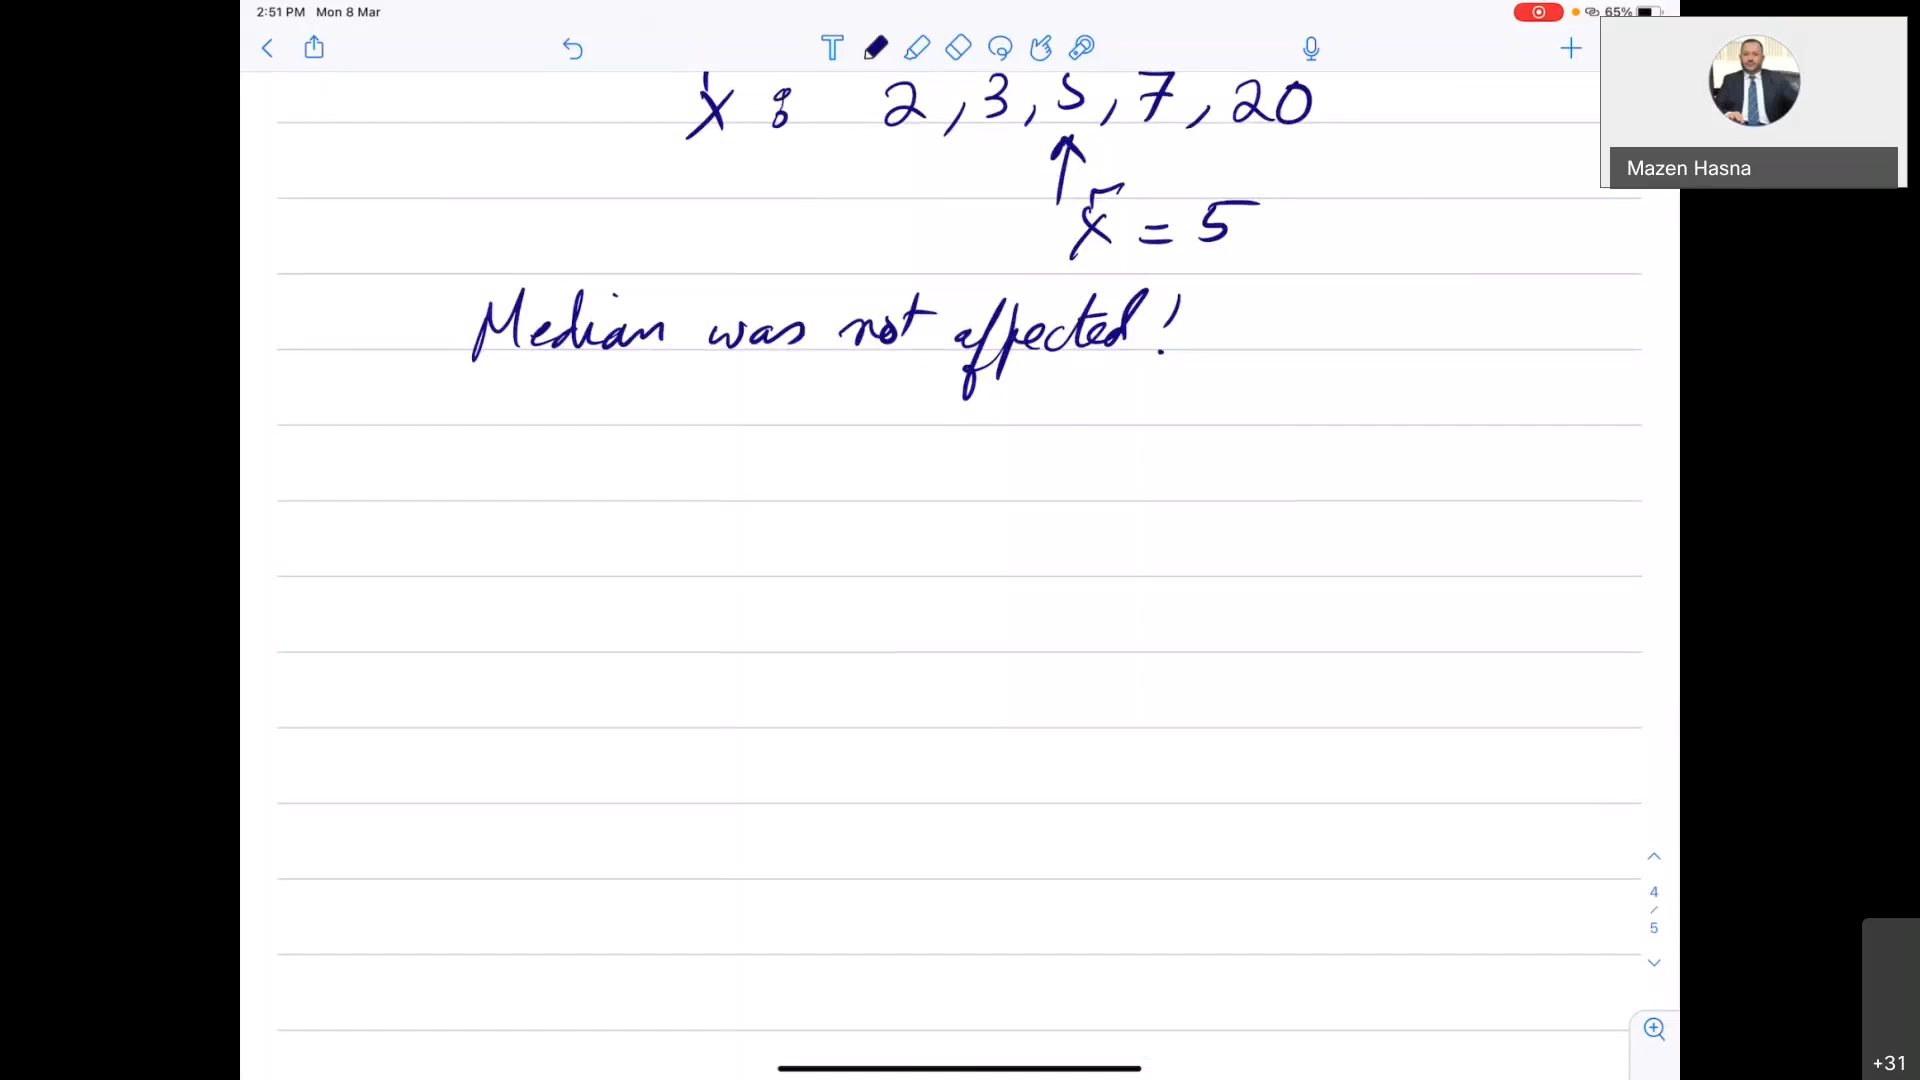 2:51 PM Mon 8 Mar
65%
Mazen Hasna
x : 2 , 3 , 5 , 7 , 20
x̃ = 5
Median was not affected!
4
/
5
+31